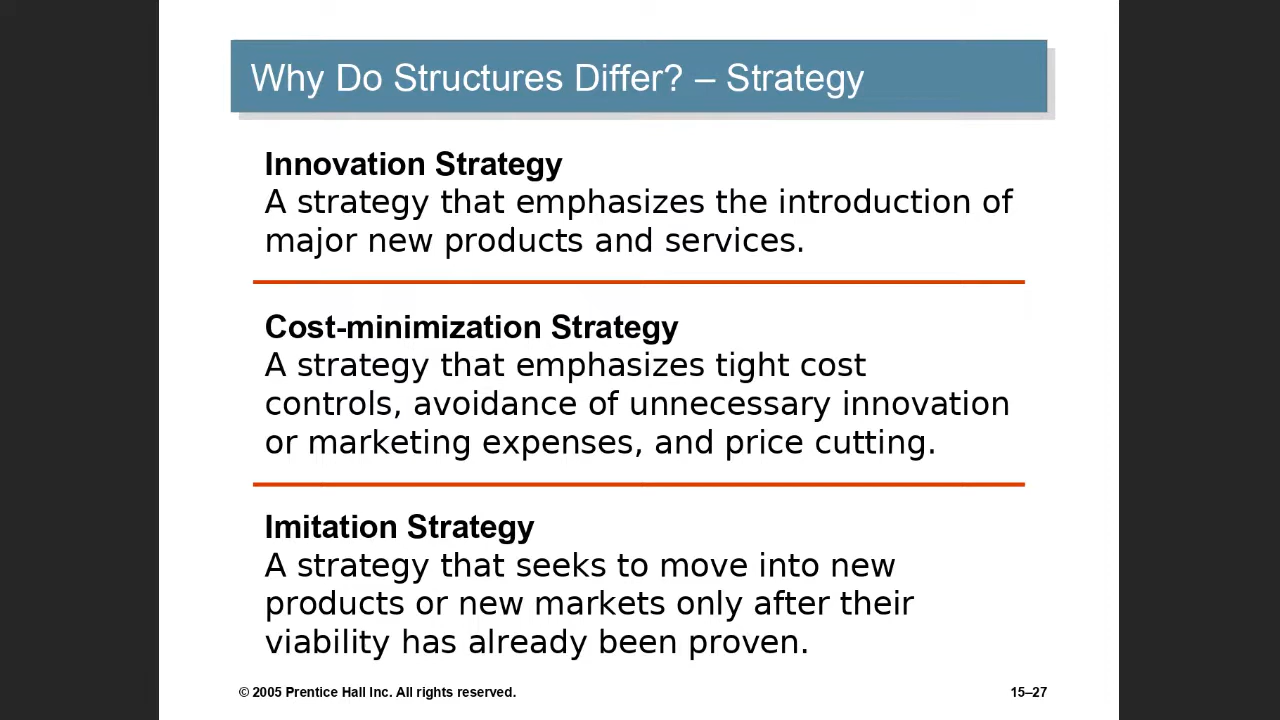 Why Do Structures Differ? – Strategy
Innovation Strategy
A strategy that emphasizes the introduction of
major new products and services.
Cost-minimization Strategy
A strategy that emphasizes tight cost
controls, avoidance of unnecessary innovation
or marketing expenses, and price cutting.
Imitation Strategy
A strategy that seeks to move into new
products or new markets only after their
viability has already been proven.
© 2005 Prentice Hall Inc. All rights reserved.
15–27